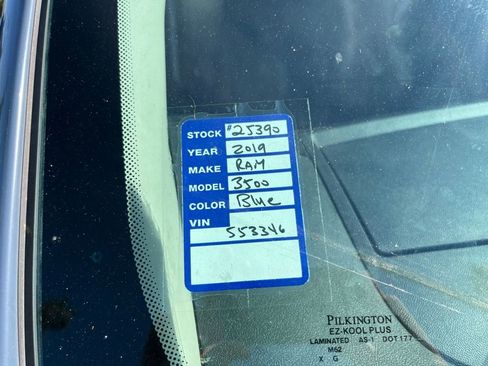 STOCK #25390
YEAR 2019
MAKE RAM
MODEL 3500
COLOR Blue
VIN
553346
PILKINGTON
EZ-KOOL PLUS
LAMINATED AS-1 DOT 177
M62
X G